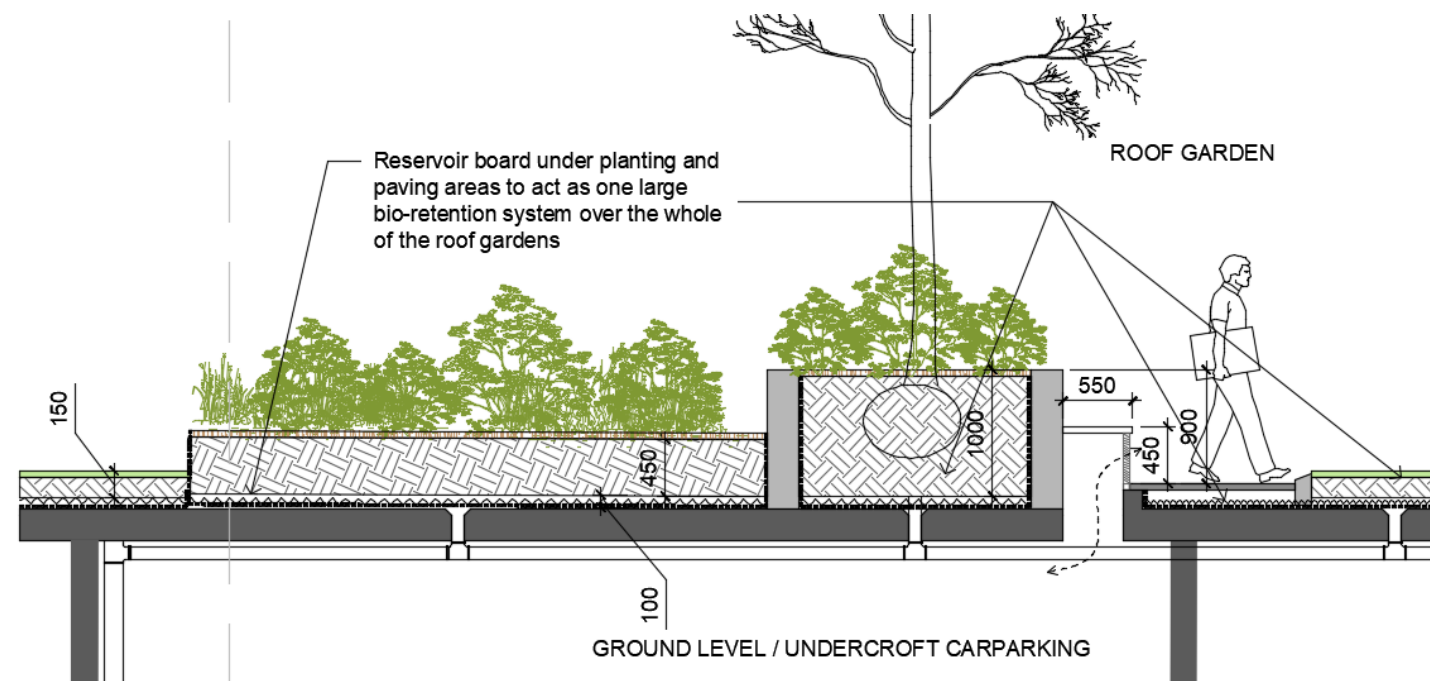 Reservoir board under planting and
paving areas to act as one large
bio-retention system over the whole
of the roof gardens
ROOF GARDEN
150
450
1000
550
450
900
100
GROUND LEVEL / UNDERCROFT CARPARKING